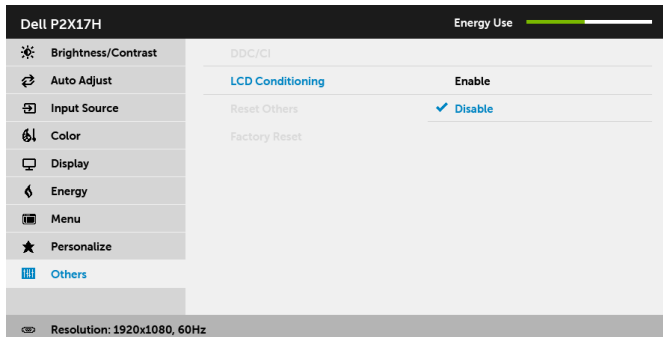 Dell P2X17H Energy Use
Brightness/Contrast DDC/CI
Auto Adjust LCD Conditioning Enable
Input Source Reset Others Disable
Color Factory Reset
Display
Energy
Menu
Personalize
Others
Resolution: 1920x1080, 60Hz